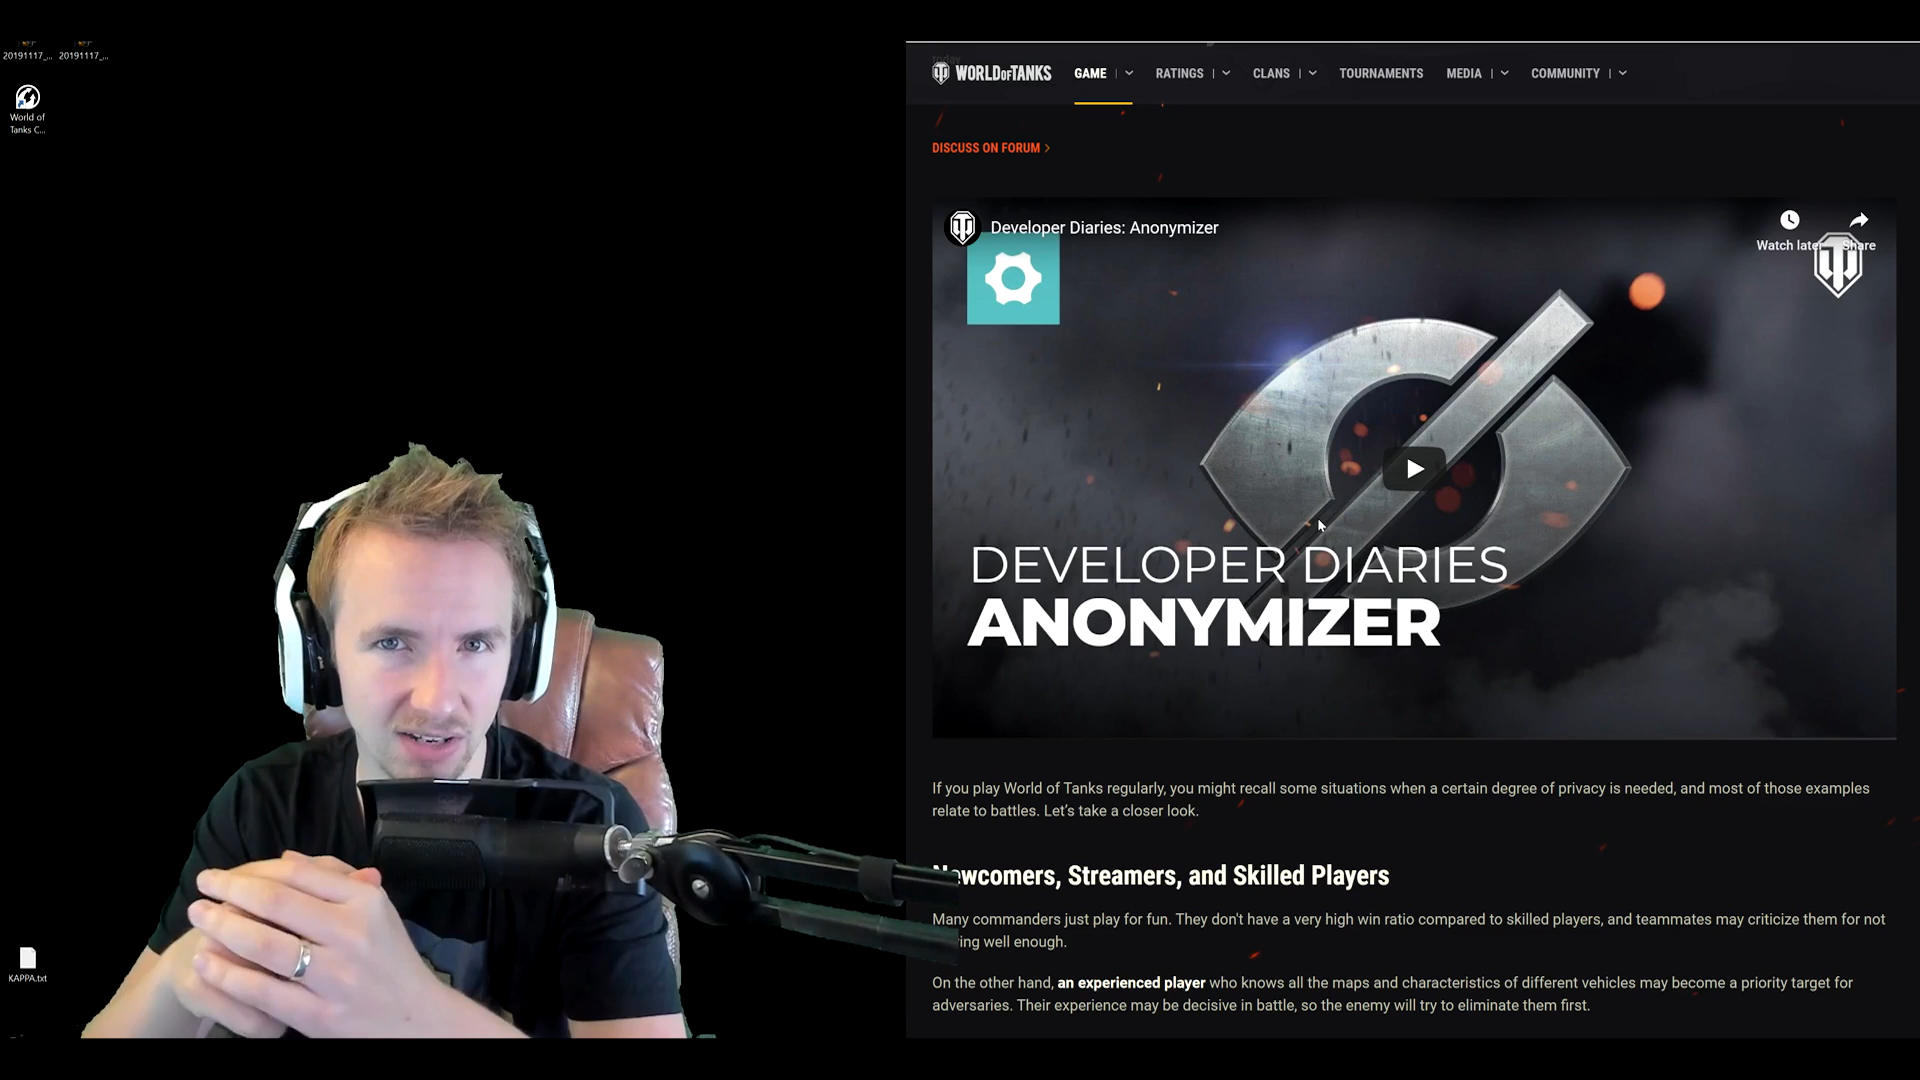 20191117_... 20191117_...
World of
Tanks C...
KAPPA.txt
WORLD OF TANKS GAME RATINGS CLANS TOURNAMENTS MEDIA COMMUNITY
DISCUSS ON FORUM >
Developer Diaries: Anonymizer
Watch later Share
DEVELOPER DIARIES
ANONYMIZER
If you play World of Tanks regularly, you might recall some situations when a certain degree of privacy is needed, and most of those examples
relate to battles. Let's take a closer look.
Newcomers, Streamers, and Skilled Players
Many commanders just play for fun. They don't have a very high win ratio compared to skilled players, and teammates may criticize them for not
well enough.
On the other hand, an experienced player who knows all the maps and characteristics of different vehicles may become a priority target for
adversaries. Their experience may be decisive in battle, so the enemy will try to eliminate them first.